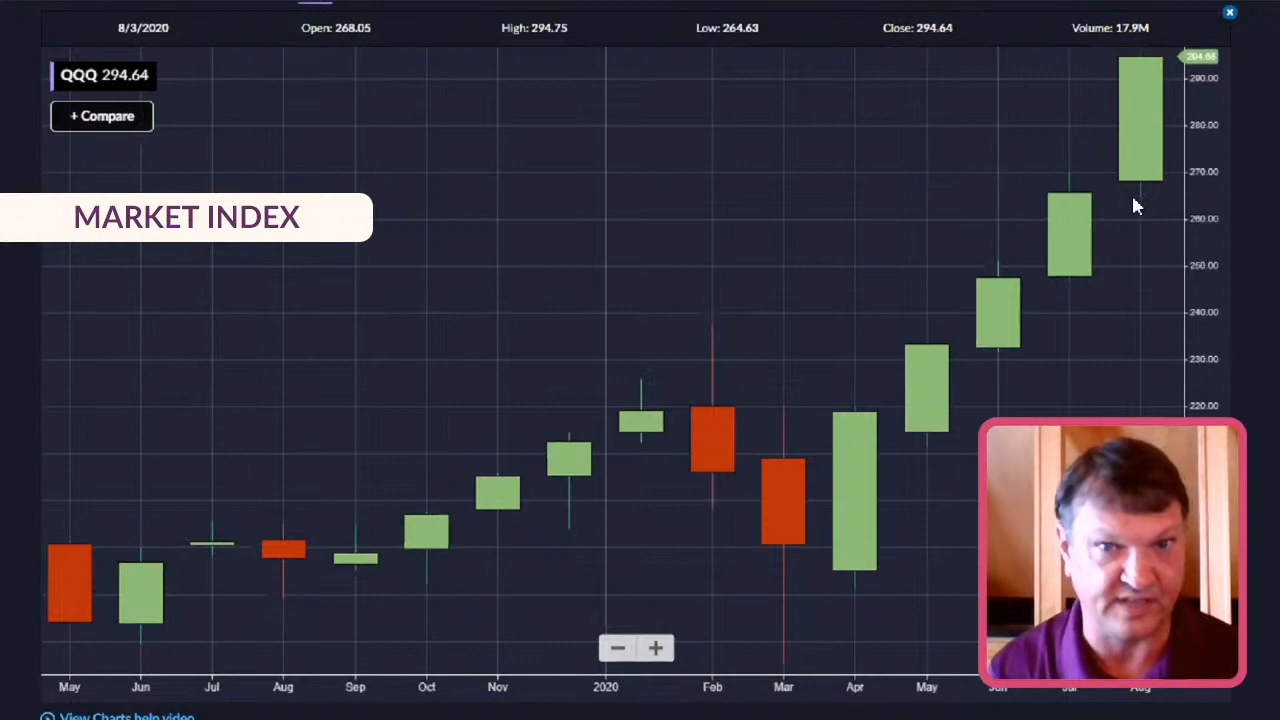 8/3/2020 Open: 268.05 High: 294.75 Low: 264.63 Close: 294.64 Volume: 17.9M
QQQ 294.64
+ Compare
MARKET INDEX
290.00
280.00
270.00
260.00
250.00
240.00
230.00
220.00
− +
May Jun Jul Aug Sep Oct Nov 2020 Feb Mar Apr May Jun Jul Aug
View Charts help video